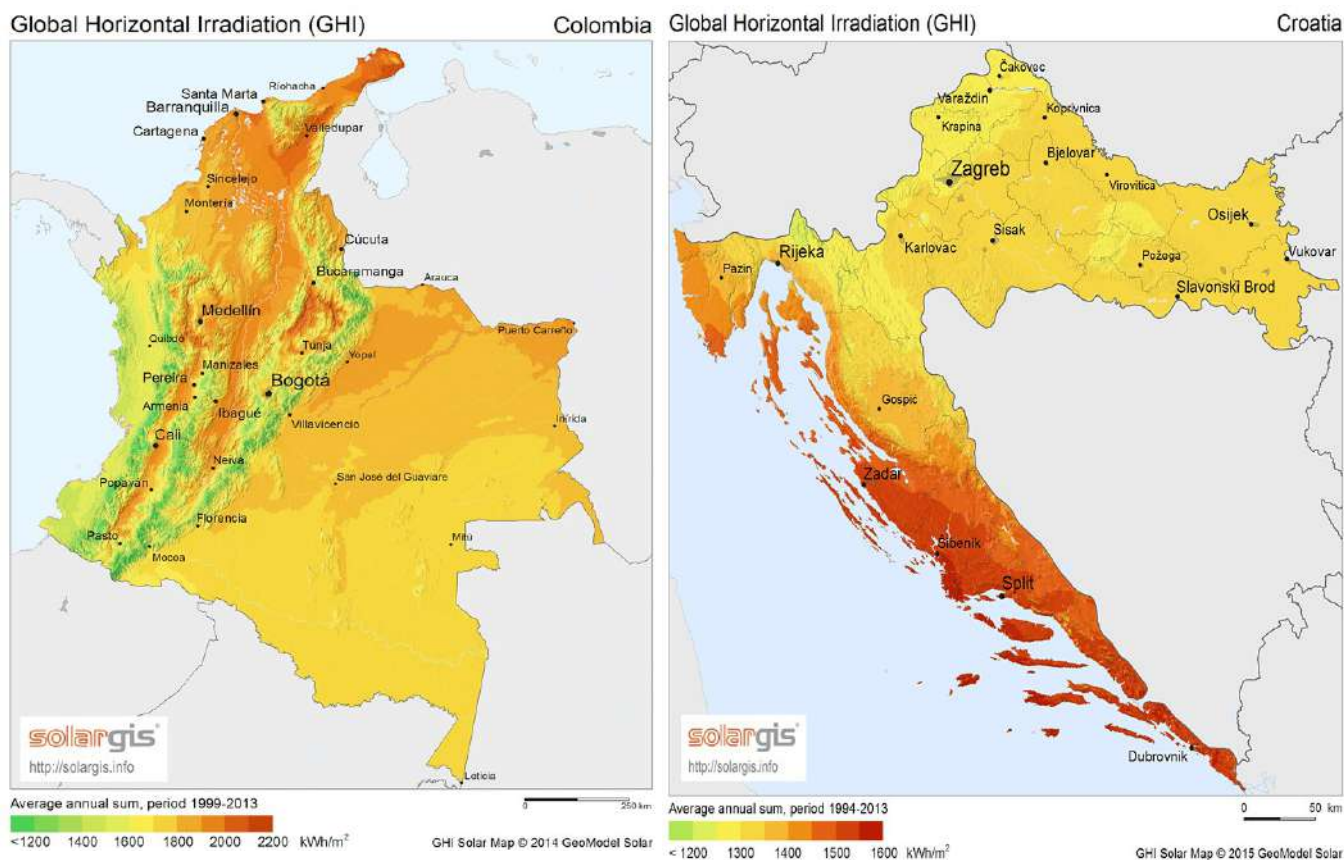 Global Horizontal Irradiation (GHI) Colombia
Santa Marta
Ríohacha
Barranquilla
Cartagena
Valledupar
Sincelejo
Montería
Cúcuta
Bucaramanga
Arauca
Medellín
Puerto Carreño
Quibdó
Tunja
Manizales
Yopal
Pereira
Bogotá
Armenia
Ibagué
Villavicencio
Inírida
Cali
Neiva
San José del Guaviare
Popayán
Florencia
Pasto
Mocoa
Mitú
solargis
http://solargis.info
Leticia
Average annual sum, period 1999-2013
0 250 km
<1200 1400 1600 1800 2000 2200 kWh/m²
GHI Solar Map © 2014 GeoModel Solar
Global Horizontal Irradiation (GHI) Croatia
Čakovec
Varaždin
Krapina
Koprivnica
Bjelovar
Zagreb
Virovitica
Osijek
Sisak
Karlovac
Rijeka
Požega
Vukovar
Pazin
Slavonski Brod
Gospić
Zadar
Šibenik
Split
solargis
http://solargis.info
Dubrovnik
Average annual sum, period 1994-2013
0 50 km
< 1200 1300 1400 1500 1600 kWh/m²
GHI Solar Map © 2015 GeoModel Solar